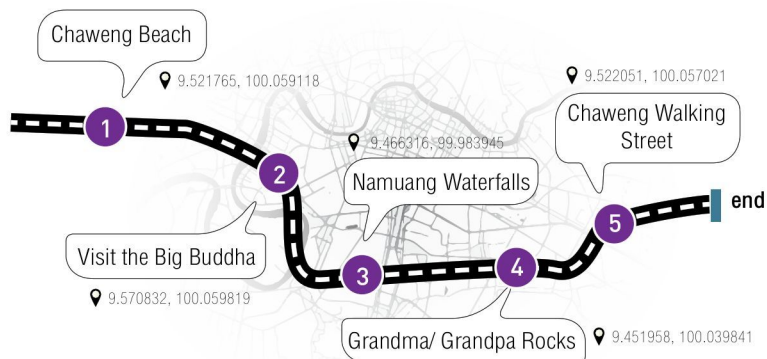 Chaweng Beach
9.521765, 100.059118
9.522051, 100.057021
1
Chaweng Walking
Street
9.466316, 99.983945
2
Namuang Waterfalls
end
5
Visit the Big Buddha
3
4
9.570832, 100.059819
Grandma/ Grandpa Rocks
9.451958, 100.039841